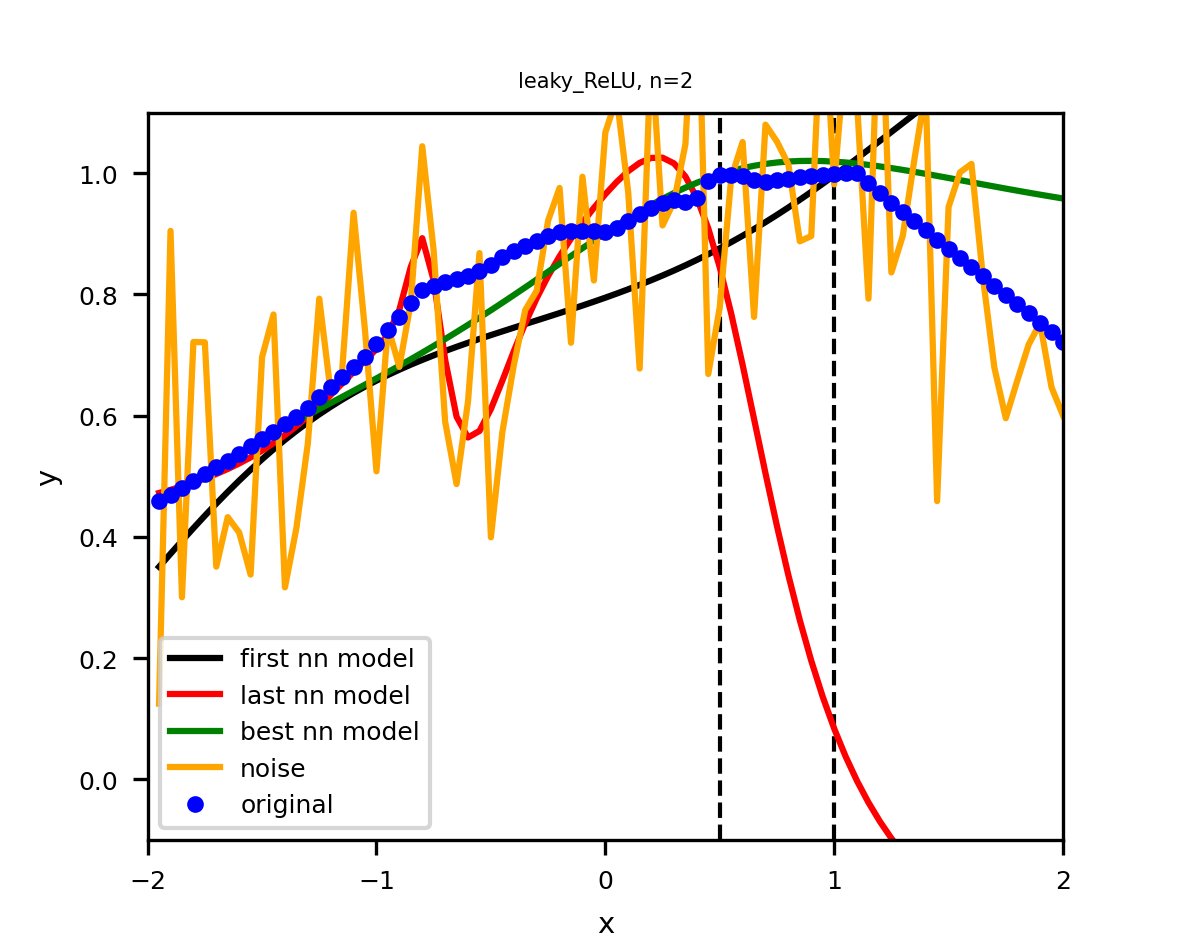 leaky_ReLU, n=2
1.0
0.8
0.6
0.4
0.2
0.0
y
first nn model
last nn model
best nn model
noise
original
−2
−1
0
1
2
x